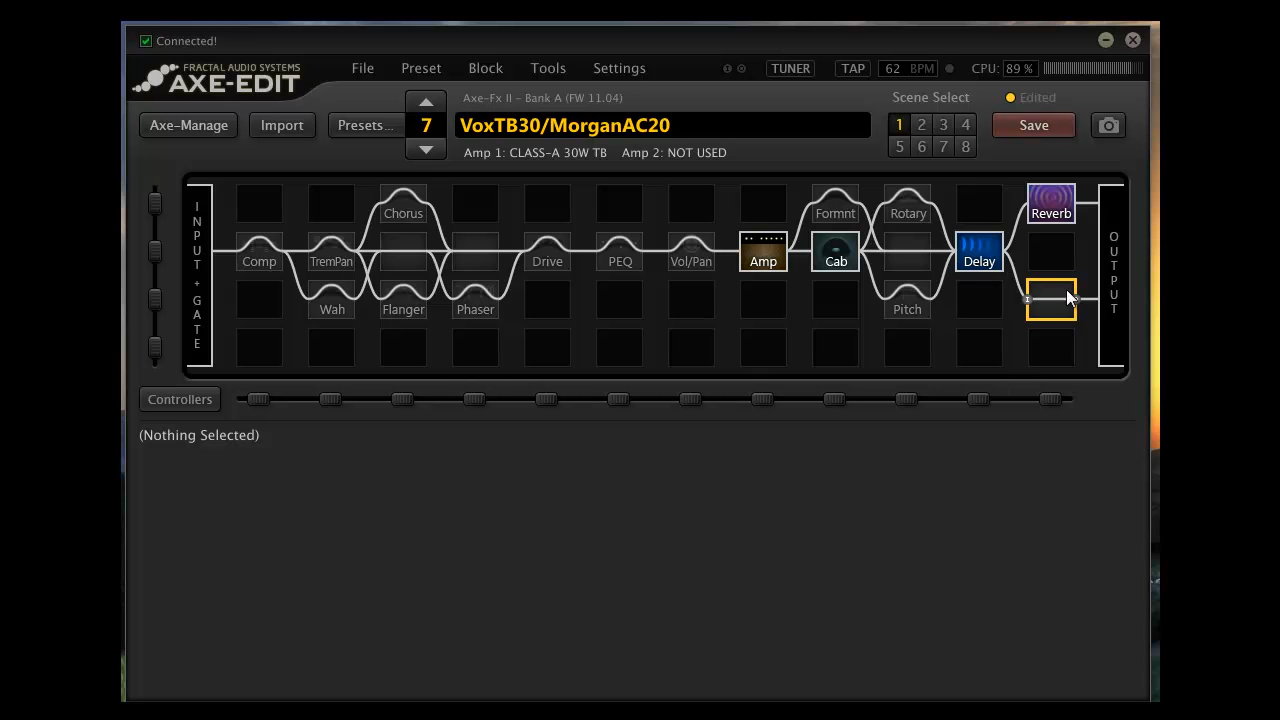 Connected!
FRACTAL AUDIO SYSTEMS
AXE-EDIT
File Preset Block Tools Settings
TUNER TAP 62 BPM CPU: 89 %
Axe-Fx II – Bank A (FW 11.04)
Scene Select
Edited
Axe-Manage Import Presets... 7 VoxTB30/MorganAC20
1 2 3 4
5 6 7 8
Save
Amp 1: CLASS-A 30W TB Amp 2: NOT USED
INPUT + GATE
Chorus Formnt Rotary Reverb
Comp TremPan Drive PEQ Vol/Pan Amp Cab Delay
Wah Flanger Phaser Pitch
OUTPUT
Controllers
(Nothing Selected)